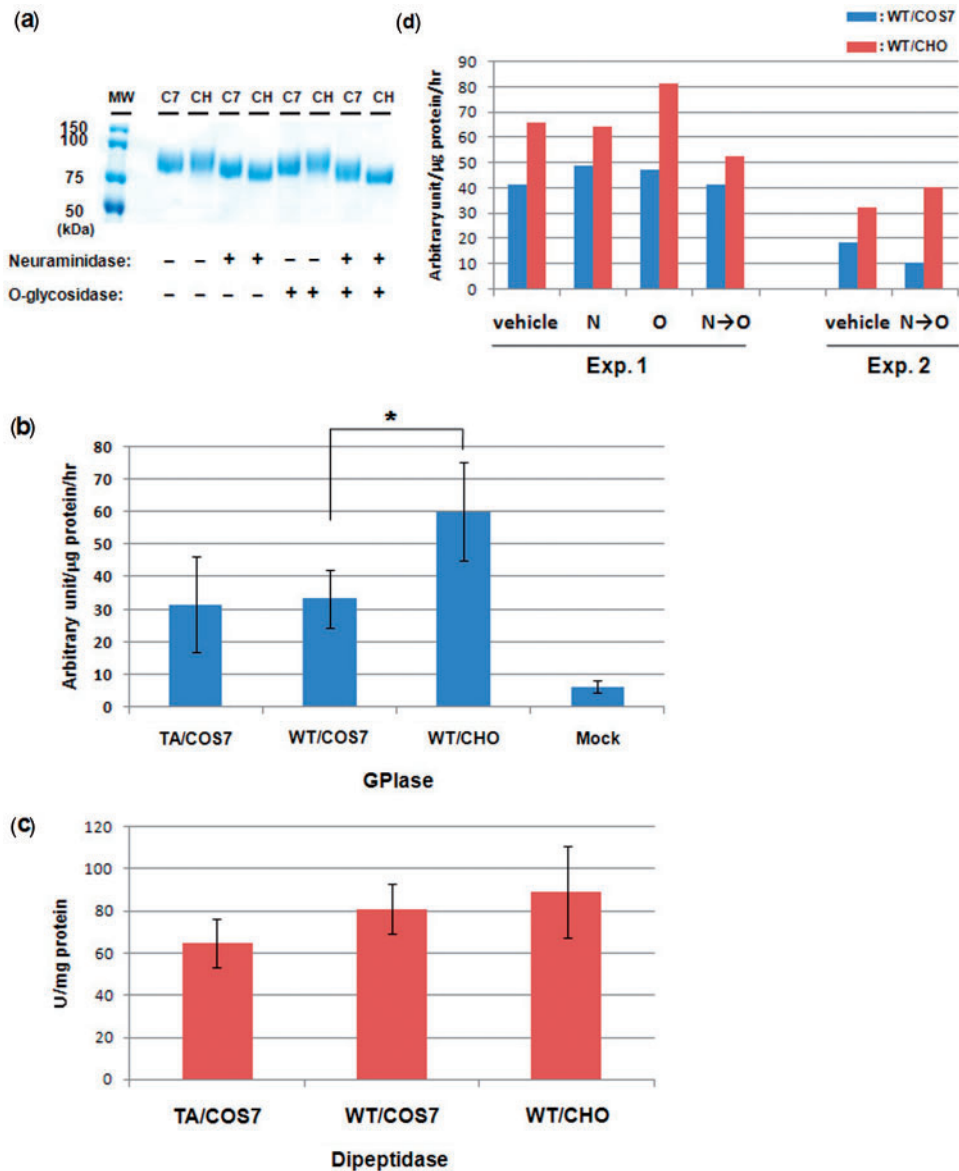 (a)
MW C7 CH C7 CH C7 CH C7 CH
150
100
75
50
(kDa)
Neuraminidase: – – + + – – + +
O-glycosidase: – – – – + + + +
(d)
: WT/COS7
: WT/CHO
Arbitrary unit/µg protein/hr
90
80
70
60
50
40
30
20
10
0
vehicle N O N→O vehicle N→O
Exp. 1 Exp. 2
(b)
*
Arbitrary unit/µg protein/hr
80
70
60
50
40
30
20
10
0
TA/COS7 WT/COS7 WT/CHO Mock
GPIase
(c)
U/mg protein
120
100
80
60
40
20
0
TA/COS7 WT/COS7 WT/CHO
Dipeptidase